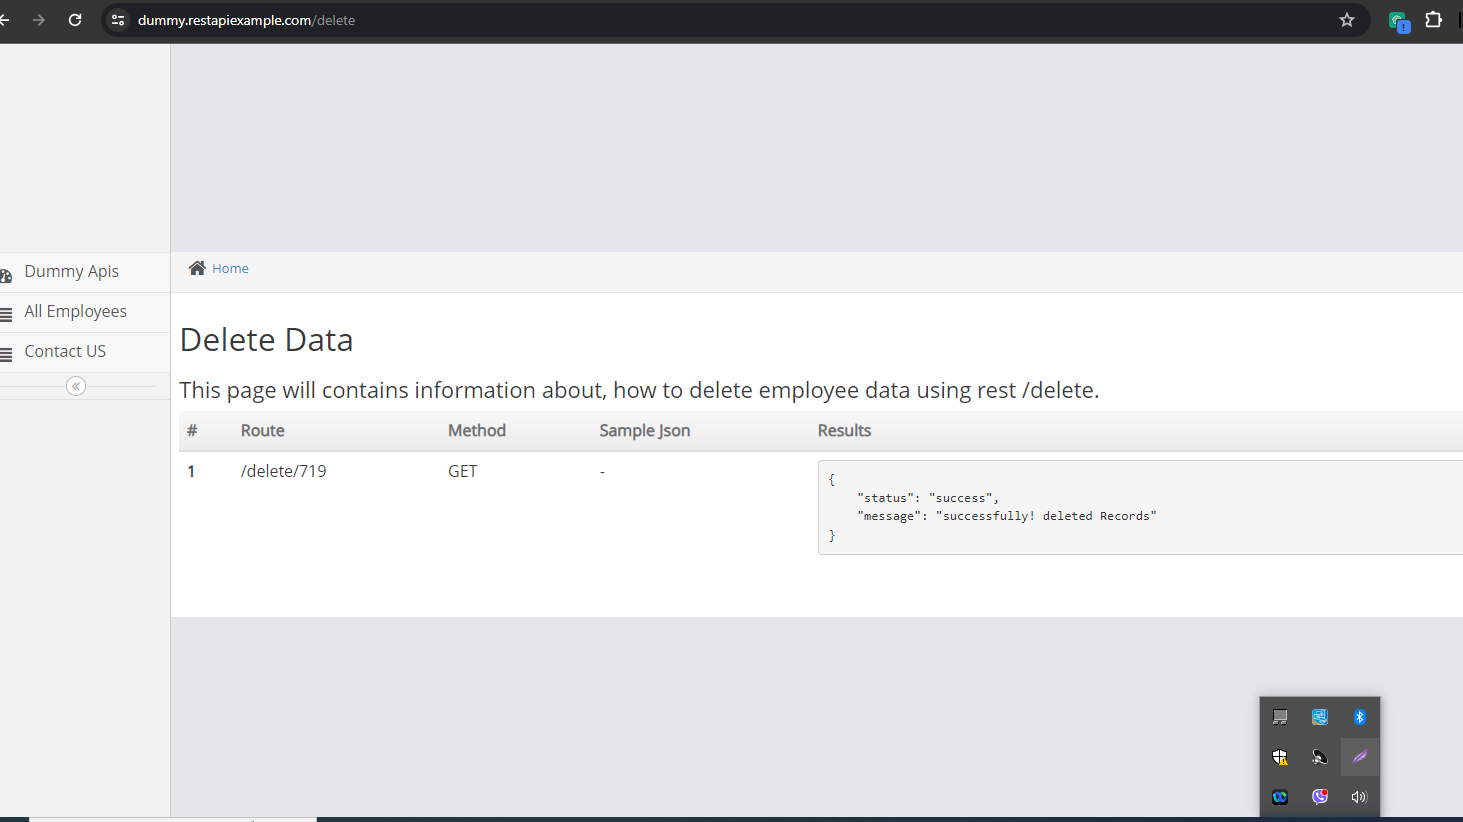 dummy.restapiexample.com/delete
Dummy Apis
All Employees
Contact US
Home
Delete Data
This page will contains information about, how to delete employee data using rest /delete.
# Route Method Sample Json Results
1 /delete/719 GET -
{
"status": "success",
"message": "successfully! deleted Records"
}